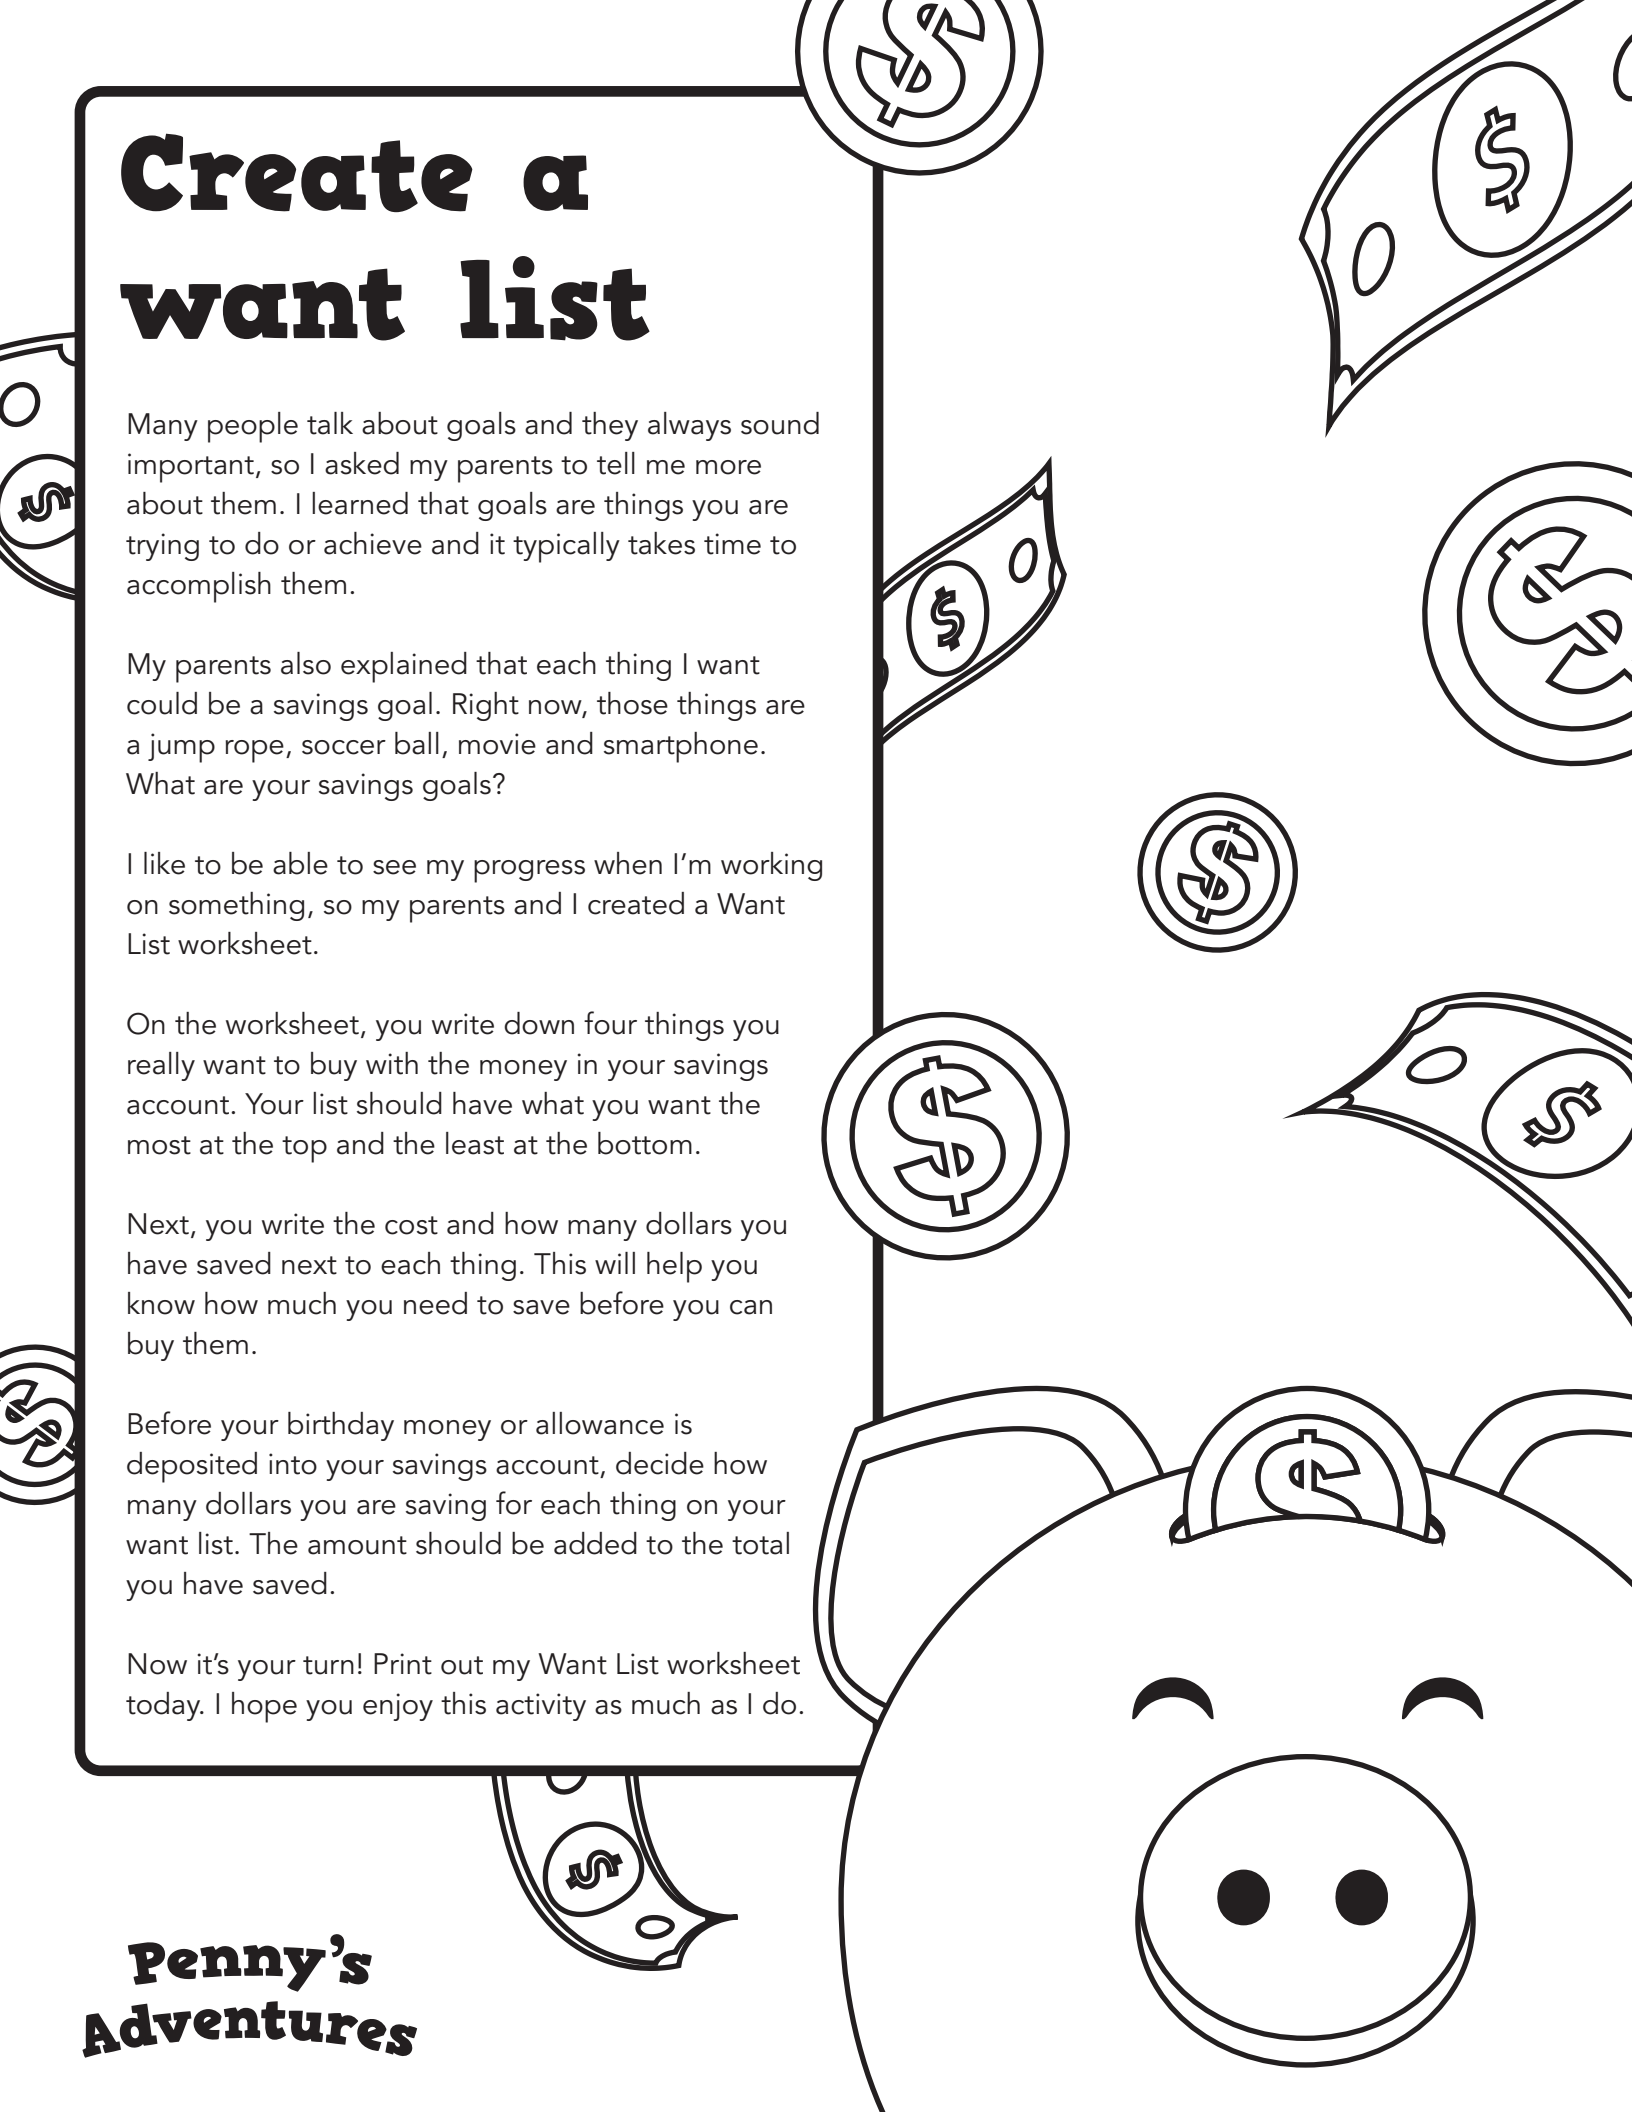 Create a
want list
Many people talk about goals and they always sound
important, so I asked my parents to tell me more
about them. I learned that goals are things you are
trying to do or achieve and it typically takes time to
accomplish them.
My parents also explained that each thing I want
could be a savings goal. Right now, those things are
a jump rope, soccer ball, movie and smartphone.
What are your savings goals?
I like to be able to see my progress when I’m working
on something, so my parents and I created a Want
List worksheet.
On the worksheet, you write down four things you
really want to buy with the money in your savings
account. Your list should have what you want the
most at the top and the least at the bottom.
Next, you write the cost and how many dollars you
have saved next to each thing. This will help you
know how much you need to save before you can
buy them.
Before your birthday money or allowance is
deposited into your savings account, decide how
many dollars you are saving for each thing on your
want list. The amount should be added to the total
you have saved.
Now it’s your turn! Print out my Want List worksheet
today. I hope you enjoy this activity as much as I do.
Penny’s
Adventures
$
$
$
$
$
$
$
$
$
$
$
$